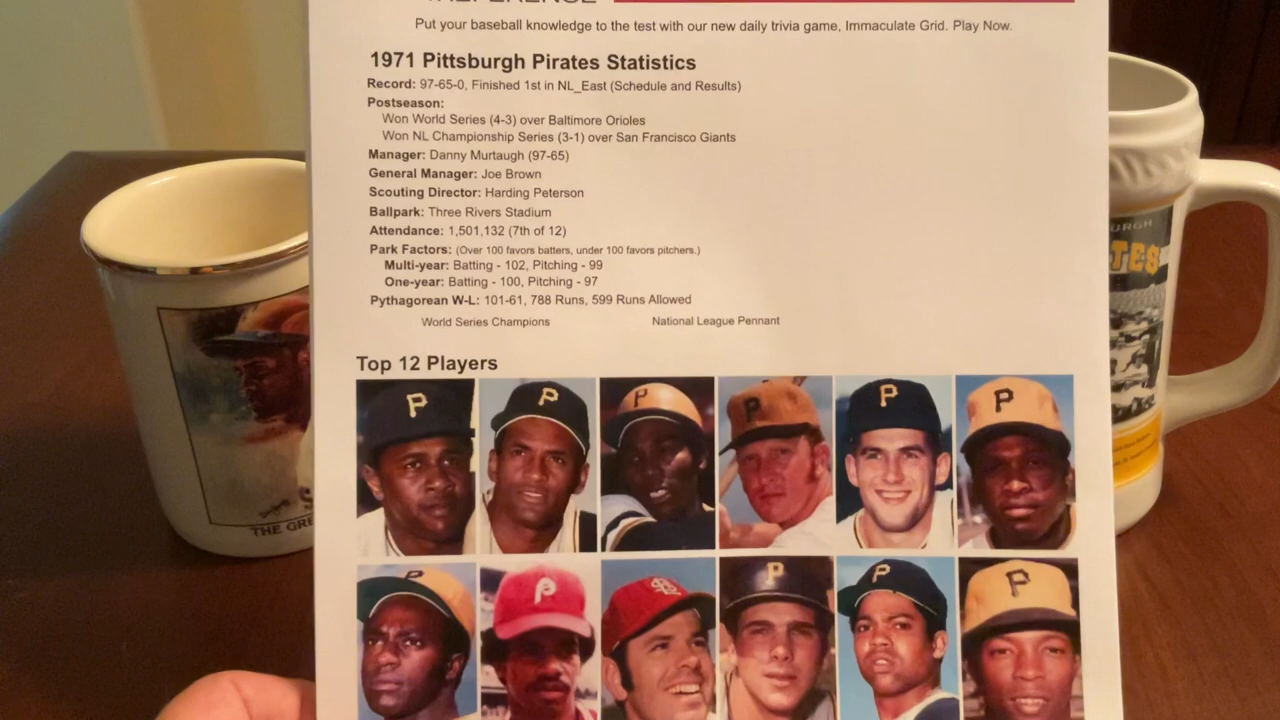 Put your baseball knowledge to the test with our new daily trivia game, Immaculate Grid. Play Now.
1971 Pittsburgh Pirates Statistics
Record: 97-65-0, Finished 1st in NL_East (Schedule and Results)
Postseason:
Won World Series (4-3) over Baltimore Orioles
Won NL Championship Series (3-1) over San Francisco Giants
Manager: Danny Murtaugh (97-65)
General Manager: Joe Brown
Scouting Director: Harding Peterson
Ballpark: Three Rivers Stadium
Attendance: 1,501,132 (7th of 12)
Park Factors: (Over 100 favors batters, under 100 favors pitchers.)
Multi-year: Batting - 102, Pitching - 99
One-year: Batting - 100, Pitching - 97
Pythagorean W-L: 101-61, 788 Runs, 599 Runs Allowed
World Series Champions National League Pennant
Top 12 Players
P P P P P P
P P StL P P P
THE GRE
URGH
TES